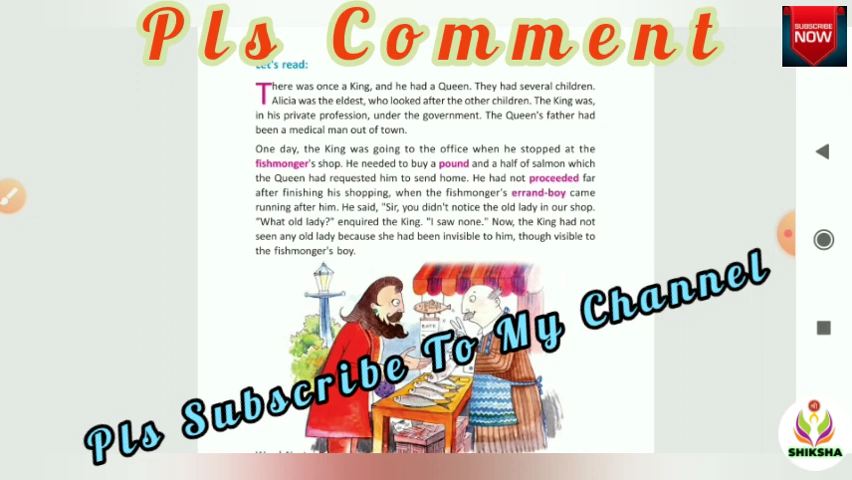 Pls Comment
SUBSCRIBE
NOW
Let's read:
There was once a King, and he had a Queen. They had several children.
Alicia was the eldest, who looked after the other children. The King was,
in his private profession, under the government. The Queen's father had
been a medical man out of town.
One day, the King was going to the office when he stopped at the
fishmonger's shop. He needed to buy a pound and a half of salmon which
the Queen had requested him to send home. He had not proceeded far
after finishing his shopping, when the fishmonger's errand-boy came
running after him. He said, "Sir, you didn't notice the old lady in our shop.
"What old lady?" enquired the King. "I saw none." Now, the King had not
seen any old lady because she had been invisible to him, though visible to
the fishmonger's boy.
RATE
Pls Subscribe To My Channel
श्री
SHIKSHA